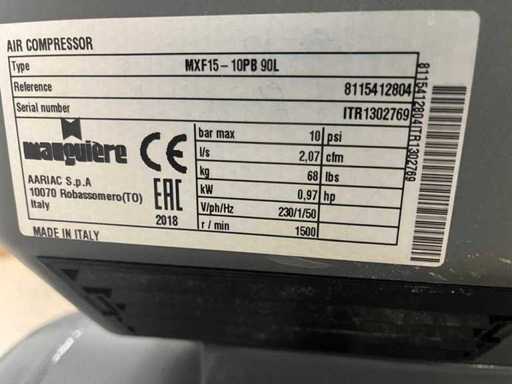 AIR COMPRESSOR
Type MXF15-10PB 90L
Reference 8115412804
Serial number ITR1302769
mauguière
AARIAC S.p.A
10070 Robassomero(TO)
Italy
CE
EAC
2018
bar max 10 psi
l/s 2,07 cfm
kg 68 lbs
kW 0,97 hp
V/ph/Hz 230/1/50
r / min 1500
MADE IN ITALY
8115412804ITR1302769